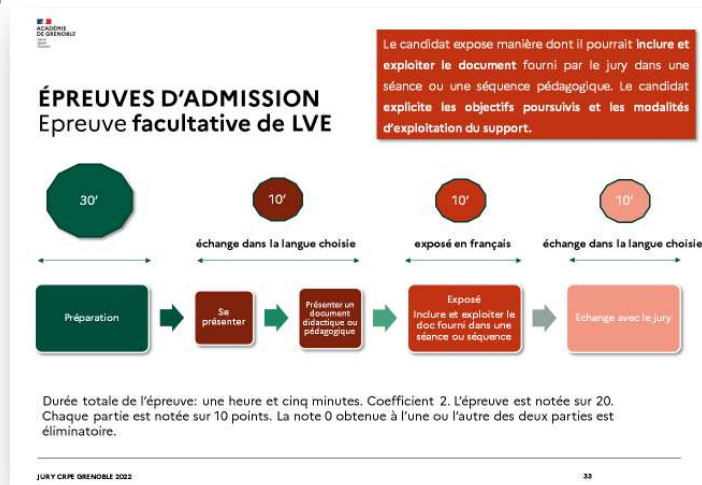 ACADÉMIE
DE GRENOBLE
Le candidat expose manière dont il pourrait inclure et
exploiter le document fourni par le jury dans une
séance ou une séquence pédagogique. Le candidat
explicite les objectifs poursuivis et les modalités
d'exploitation du support.
ÉPREUVES D'ADMISSION
Epreuve facultative de LVE
30'
10'
10'
10'
échange dans la langue choisie
exposé en français
échange dans la langue choisie
Préparation
Se
présenter
Présenter un
document
didactique ou
pédagogique
Exposé
Inclure et exploiter le
doc fourni dans une
séance ou séquence
Echange avec le jury
Durée totale de l'épreuve: une heure et cinq minutes. Coefficient 2. L'épreuve est notée sur 20.
Chaque partie est notée sur 10 points. La note 0 obtenue à l'une ou l'autre des deux parties est
éliminatoire.
JURY CRPE GRENOBLE 2022
33